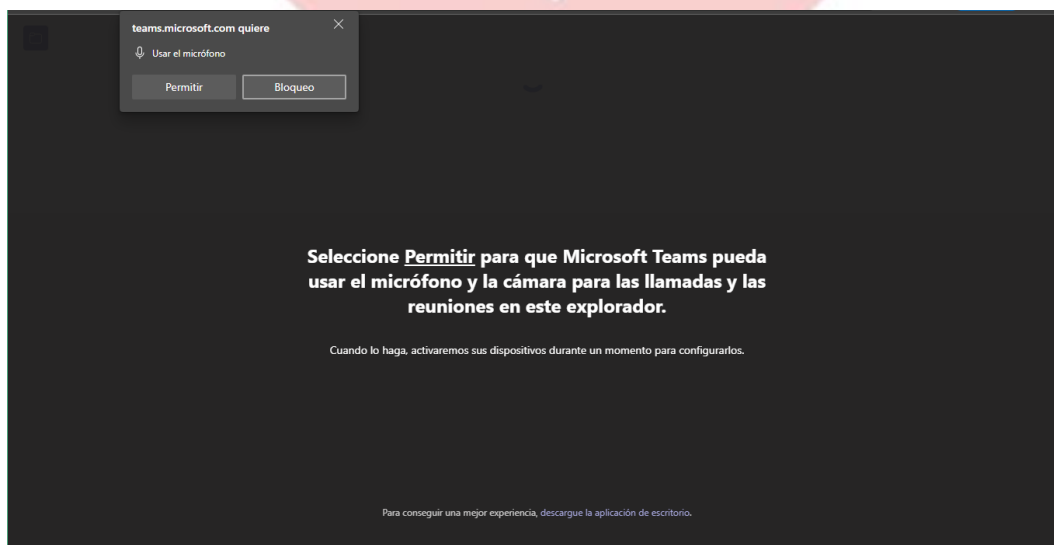 teams.microsoft.com quiere
Usar el micrófono
Permitir
Bloqueo
Seleccione Permitir para que Microsoft Teams pueda
usar el micrófono y la cámara para las llamadas y las
reuniones en este explorador.
Cuando lo haga, activaremos sus dispositivos durante un momento para configurarlos.
Para conseguir una mejor experiencia, descargue la aplicación de escritorio.